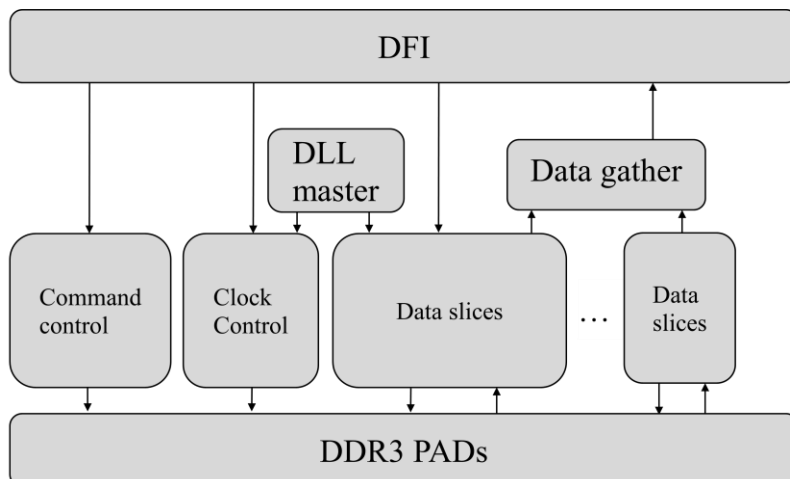 DFI
DLL
master
Data gather
Command
control
Clock
Control
Data slices
...
Data
slices
DDR3 PADs